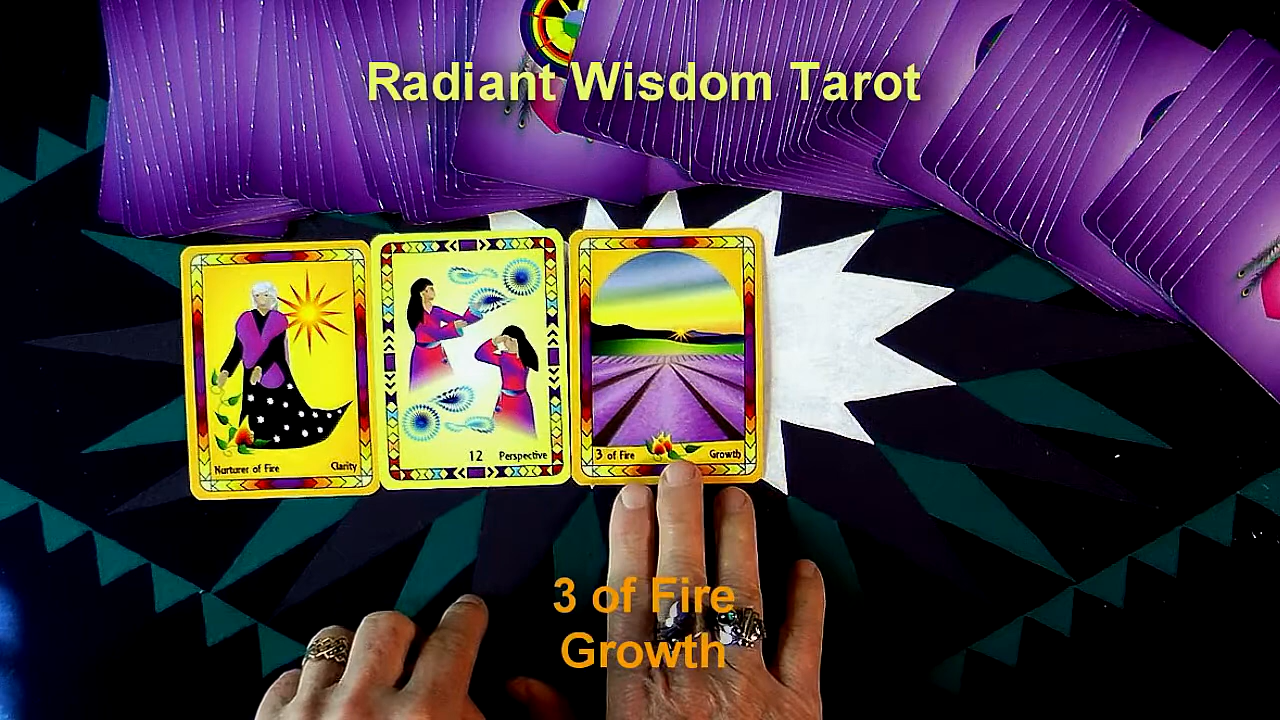 Radiant Wisdom Tarot
Nurturer of Fire Clarity
12 Perspective
3 of Fire Growth
3 of Fire
Growth